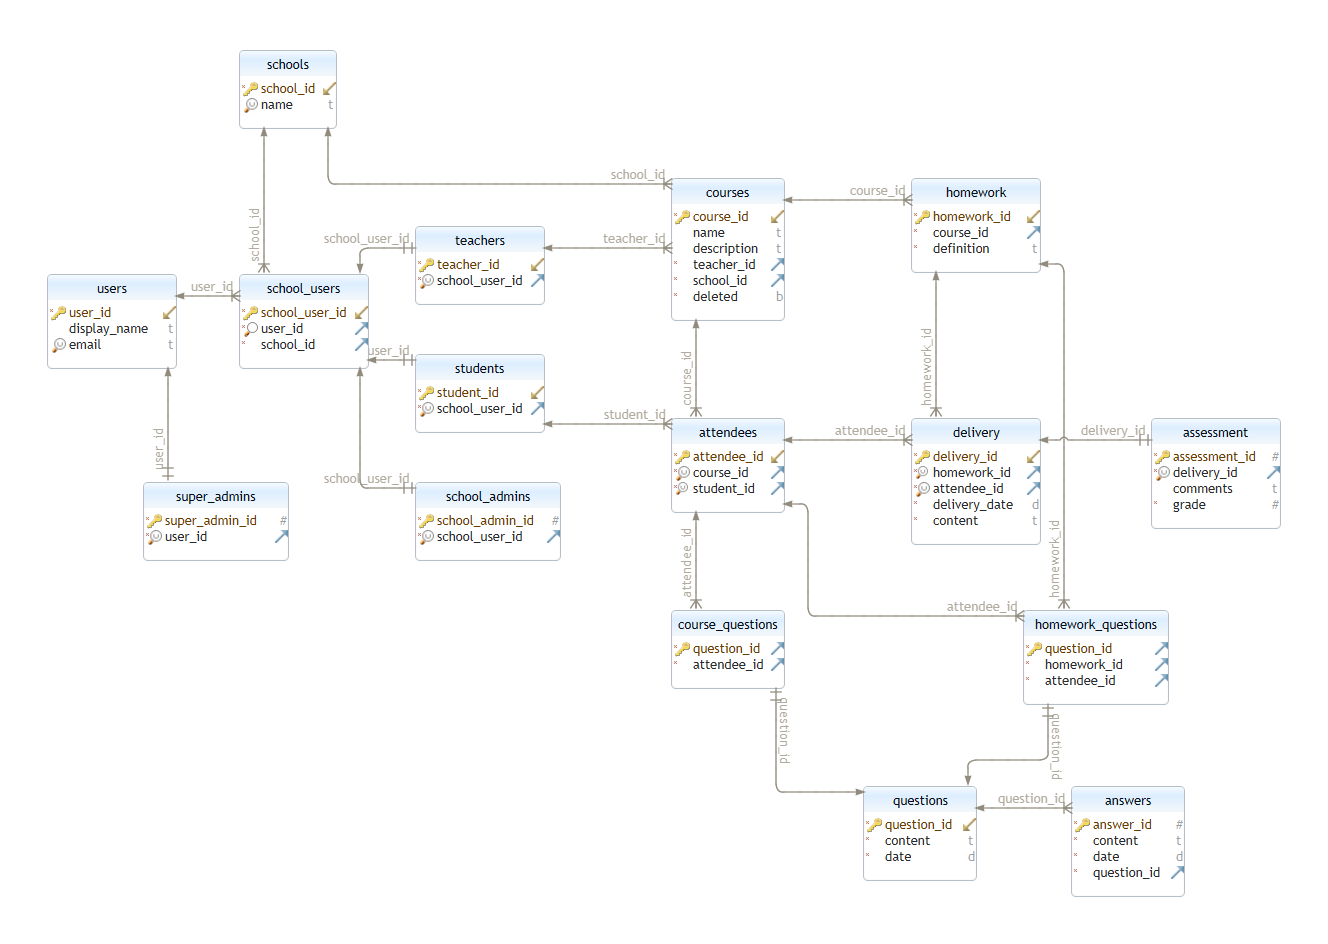 schools
school_id
name t
school_id
courses
course_id
name t
description t
teacher_id
school_id
deleted b
course_id
homework
homework_id
course_id
definition t
school_id
school_user_id
teachers
teacher_id
school_user_id
teacher_id
users
user_id
display_name t
email t
user_id
school_users
school_user_id
user_id
school_id
user_id
students
student_id
school_user_id
student_id
course_id
homework_id
attendees
attendee_id
course_id
student_id
attendee_id
delivery
delivery_id
homework_id
attendee_id
delivery_date d
content t
delivery_id
assessment
assessment_id #
delivery_id
comments t
grade #
user_id
super_admins
super_admin_id #
user_id
school_user_id
school_admins
school_admin_id #
school_user_id
attendee_id
homework_id
attendee_id
course_questions
question_id
attendee_id
homework_questions
question_id
homework_id
attendee_id
question_id
question_id
questions
question_id
content t
date d
question_id
answers
answer_id #
content t
date d
question_id